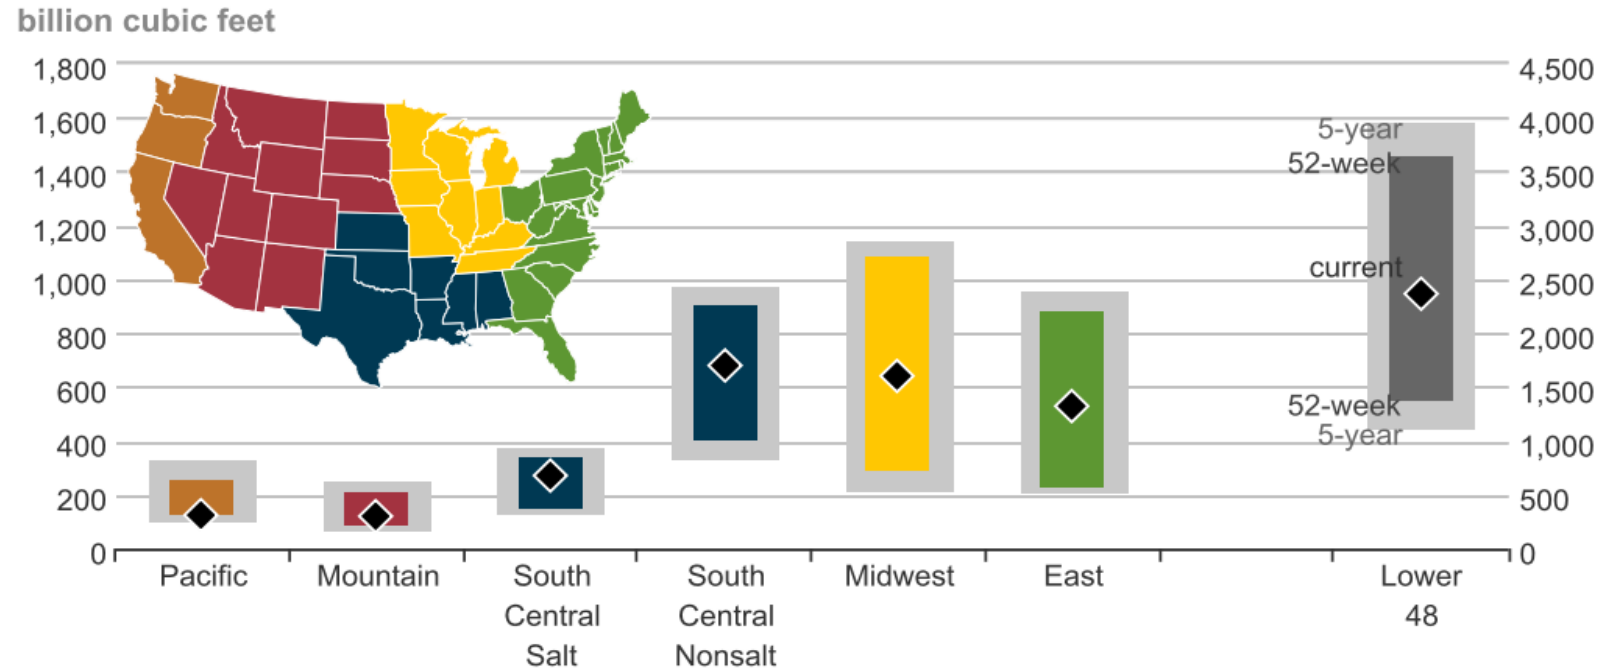 billion cubic feet
1,800
1,600
1,400
1,200
1,000
800
600
400
200
0
4,500
4,000
3,500
3,000
2,500
2,000
1,500
1,000
500
0
5-year
52-week
current
52-week
5-year
Pacific
Mountain
South
Central
Salt
South
Central
Nonsalt
Midwest
East
Lower
48